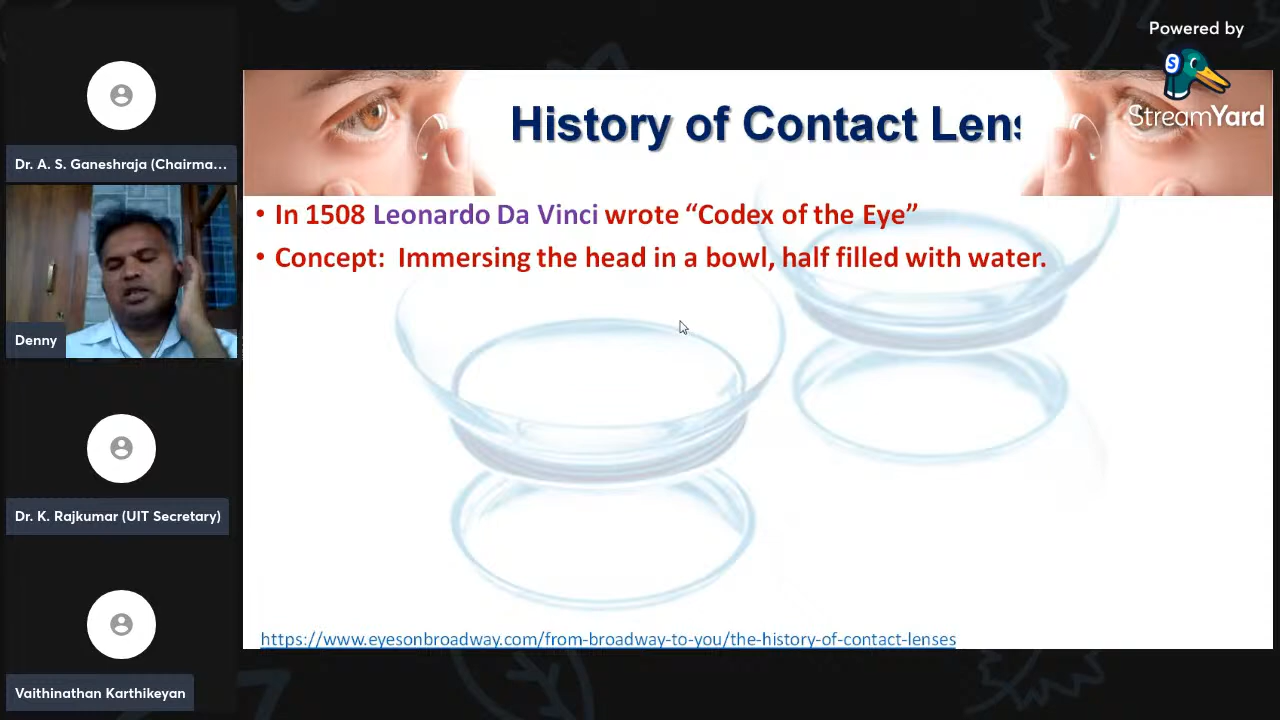 Powered by
StreamYard
Dr. A. S. Ganeshraja (Chairma...
Denny
Dr. K. Rajkumar (UIT Secretary)
Vaithinathan Karthikeyan
History of Contact Lens
• In 1508 Leonardo Da Vinci wrote “Codex of the Eye”
• Concept:  Immersing the head in a bowl, half filled with water.
https://www.eyesonbroadway.com/from-broadway-to-you/the-history-of-contact-lenses